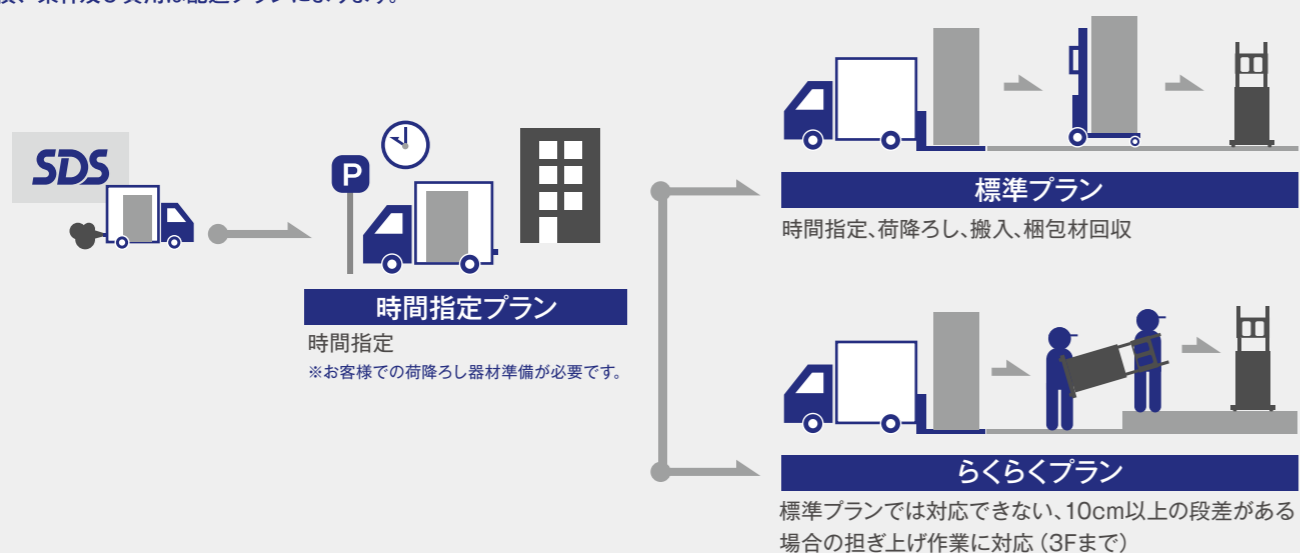 SDS
P
時間指定プラン
時間指定
※お客様での荷降ろし器材準備が必要です。
標準プラン
時間指定、荷降ろし、搬入、梱包材回収
らくらくプラン
標準プランでは対応できない、10cm以上の段差がある
場合の担ぎ上げ作業に対応（3Fまで）